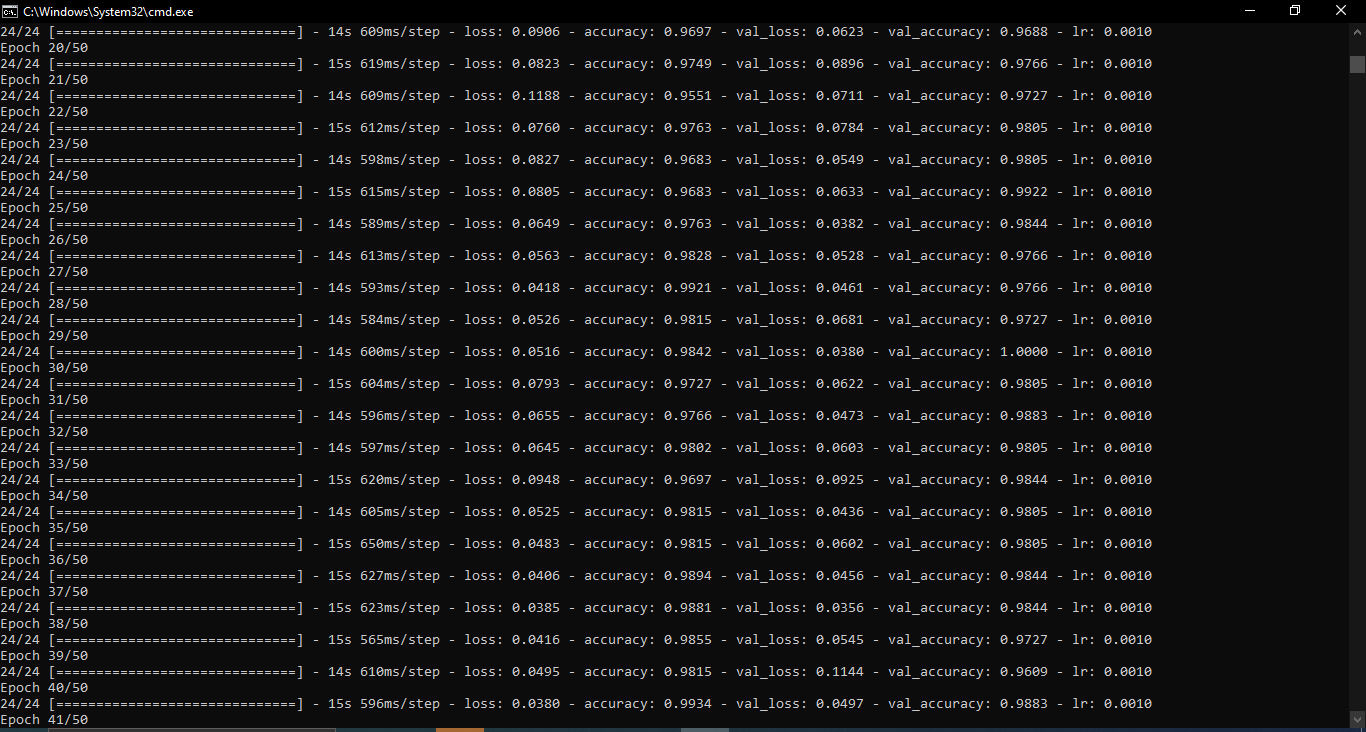 C:\Windows\System32\cmd.exe
24/24 [==============================] - 14s 609ms/step - loss: 0.0906 - accuracy: 0.9697 - val_loss: 0.0623 - val_accuracy: 0.9688 - lr: 0.0010
Epoch 20/50
24/24 [==============================] - 15s 619ms/step - loss: 0.0823 - accuracy: 0.9749 - val_loss: 0.0896 - val_accuracy: 0.9766 - lr: 0.0010
Epoch 21/50
24/24 [==============================] - 14s 609ms/step - loss: 0.1188 - accuracy: 0.9551 - val_loss: 0.0711 - val_accuracy: 0.9727 - lr: 0.0010
Epoch 22/50
24/24 [==============================] - 15s 612ms/step - loss: 0.0760 - accuracy: 0.9763 - val_loss: 0.0784 - val_accuracy: 0.9805 - lr: 0.0010
Epoch 23/50
24/24 [==============================] - 14s 598ms/step - loss: 0.0827 - accuracy: 0.9683 - val_loss: 0.0549 - val_accuracy: 0.9805 - lr: 0.0010
Epoch 24/50
24/24 [==============================] - 15s 615ms/step - loss: 0.0805 - accuracy: 0.9683 - val_loss: 0.0633 - val_accuracy: 0.9922 - lr: 0.0010
Epoch 25/50
24/24 [==============================] - 14s 589ms/step - loss: 0.0649 - accuracy: 0.9763 - val_loss: 0.0382 - val_accuracy: 0.9844 - lr: 0.0010
Epoch 26/50
24/24 [==============================] - 14s 613ms/step - loss: 0.0563 - accuracy: 0.9828 - val_loss: 0.0528 - val_accuracy: 0.9766 - lr: 0.0010
Epoch 27/50
24/24 [==============================] - 14s 593ms/step - loss: 0.0418 - accuracy: 0.9921 - val_loss: 0.0461 - val_accuracy: 0.9766 - lr: 0.0010
Epoch 28/50
24/24 [==============================] - 14s 584ms/step - loss: 0.0526 - accuracy: 0.9815 - val_loss: 0.0681 - val_accuracy: 0.9727 - lr: 0.0010
Epoch 29/50
24/24 [==============================] - 14s 600ms/step - loss: 0.0516 - accuracy: 0.9842 - val_loss: 0.0380 - val_accuracy: 1.0000 - lr: 0.0010
Epoch 30/50
24/24 [==============================] - 15s 604ms/step - loss: 0.0793 - accuracy: 0.9727 - val_loss: 0.0622 - val_accuracy: 0.9805 - lr: 0.0010
Epoch 31/50
24/24 [==============================] - 14s 596ms/step - loss: 0.0655 - accuracy: 0.9766 - val_loss: 0.0473 - val_accuracy: 0.9883 - lr: 0.0010
Epoch 32/50
24/24 [==============================] - 14s 597ms/step - loss: 0.0645 - accuracy: 0.9802 - val_loss: 0.0603 - val_accuracy: 0.9805 - lr: 0.0010
Epoch 33/50
24/24 [==============================] - 15s 620ms/step - loss: 0.0948 - accuracy: 0.9697 - val_loss: 0.0925 - val_accuracy: 0.9844 - lr: 0.0010
Epoch 34/50
24/24 [==============================] - 14s 605ms/step - loss: 0.0525 - accuracy: 0.9815 - val_loss: 0.0436 - val_accuracy: 0.9805 - lr: 0.0010
Epoch 35/50
24/24 [==============================] - 15s 650ms/step - loss: 0.0483 - accuracy: 0.9815 - val_loss: 0.0602 - val_accuracy: 0.9805 - lr: 0.0010
Epoch 36/50
24/24 [==============================] - 15s 627ms/step - loss: 0.0406 - accuracy: 0.9894 - val_loss: 0.0456 - val_accuracy: 0.9844 - lr: 0.0010
Epoch 37/50
24/24 [==============================] - 15s 623ms/step - loss: 0.0385 - accuracy: 0.9881 - val_loss: 0.0356 - val_accuracy: 0.9844 - lr: 0.0010
Epoch 38/50
24/24 [==============================] - 15s 565ms/step - loss: 0.0416 - accuracy: 0.9855 - val_loss: 0.0545 - val_accuracy: 0.9727 - lr: 0.0010
Epoch 39/50
24/24 [==============================] - 14s 610ms/step - loss: 0.0495 - accuracy: 0.9815 - val_loss: 0.1144 - val_accuracy: 0.9609 - lr: 0.0010
Epoch 40/50
24/24 [==============================] - 15s 596ms/step - loss: 0.0380 - accuracy: 0.9934 - val_loss: 0.0497 - val_accuracy: 0.9883 - lr: 0.0010
Epoch 41/50